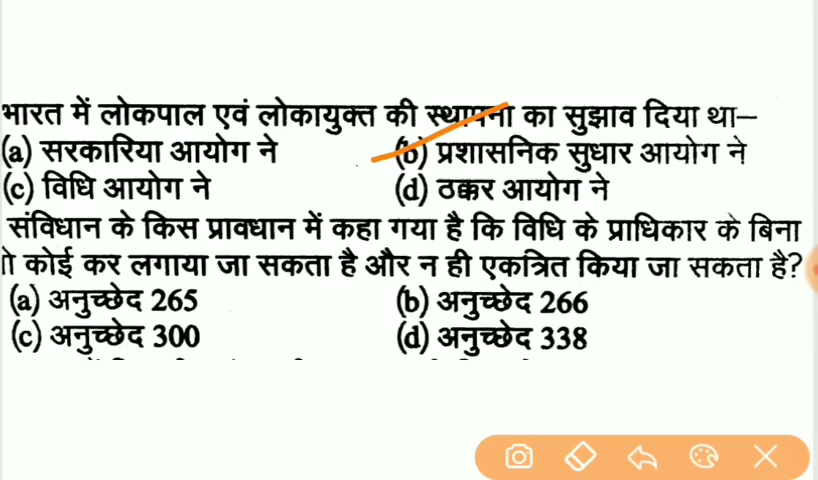 भारत में लोकपाल एवं लोकायुक्त की स्थापना का सुझाव दिया था—
(a) सरकारिया आयोग ने (b) प्रशासनिक सुधार आयोग ने
(c) विधि आयोग ने (d) ठक्कर आयोग ने
संविधान के किस प्रावधान में कहा गया है कि विधि के प्राधिकार के बिना
कोई कर लगाया जा सकता है और न ही एकत्रित किया जा सकता है?
(a) अनुच्छेद 265 (b) अनुच्छेद 266
(c) अनुच्छेद 300 (d) अनुच्छेद 338